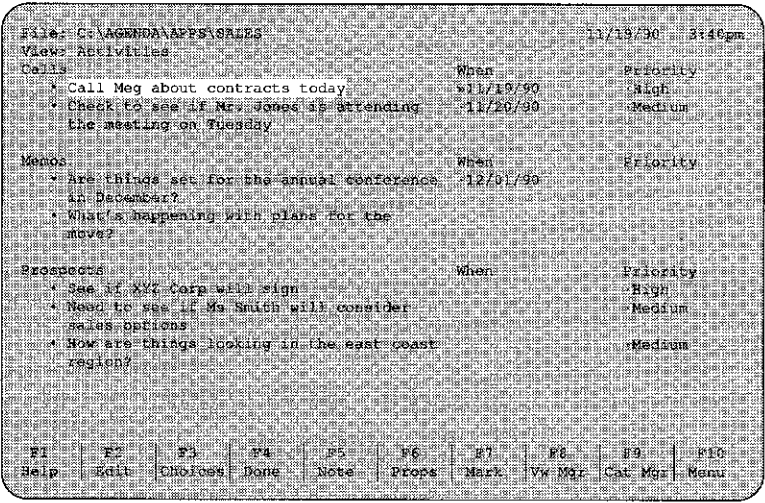 File: C:\AGENDA\APPS\SALES 11/19/90 3:40pm
View: Activities
Calls When Priority
• Call Meg about contracts today »11/19/90 ·High
• Check to see if Mr. Jones is attending ·11/20/90 ·Medium
the meeting on Tuesday
Memos When Priority
• Are things set for the annual conference ·12/01/90
in December?
• What's happening with plans for the
move?
Prospects When Priority
• See if XYZ Corp will sign ·High
• Need to see if Ms Smith will consider ·Medium
sales options
• How are things looking in the east coast ·Medium
region?
F1 F2 F3 F4 F5 F6 F7 F8 F9 F10
Help Edit Choices Done Note Props Mark Vw Mgr Cat Mgr Menu